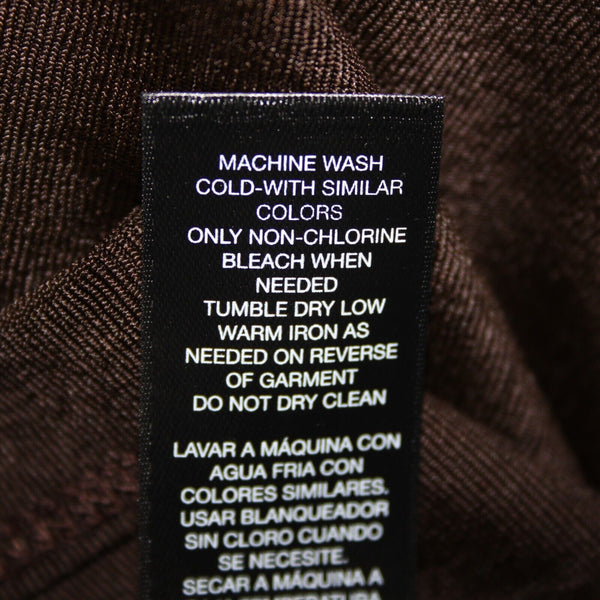 MACHINE WASH
COLD-WITH SIMILAR
COLORS
ONLY NON-CHLORINE
BLEACH WHEN
NEEDED
TUMBLE DRY LOW
WARM IRON AS
NEEDED ON REVERSE
OF GARMENT
DO NOT DRY CLEAN
LAVAR A MÁQUINA CON
AGUA FRIA CON
COLORES SIMILARES.
USAR BLANQUEADOR
SIN CLORO CUANDO
SE NECESITE.
SECAR A MÁQUINA A
TEMPERATURA